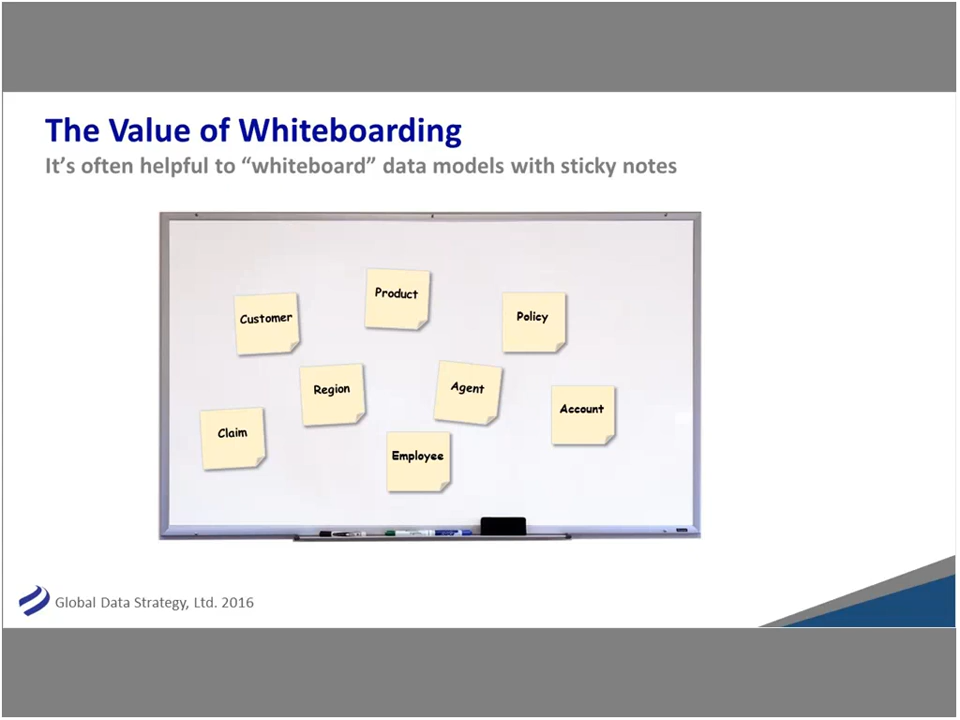 The Value of Whiteboarding
It's often helpful to “whiteboard” data models with sticky notes
Product
Customer
Policy
Region
Agent
Account
Claim
Employee
Global Data Strategy, Ltd. 2016